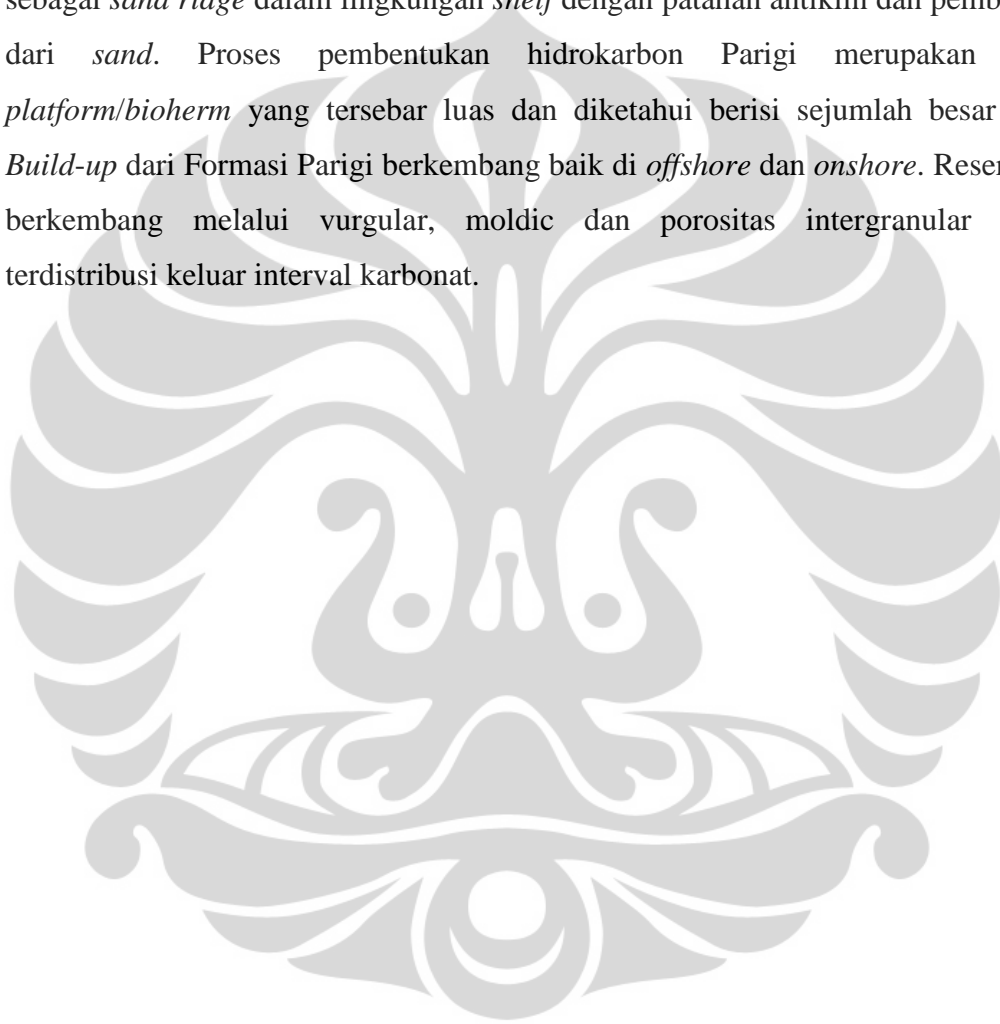 sebagai sand ridge dalam lingkungan shelf dengan patahan antiklin dan
dari sand. Proses pembentukan hidrokarbon Parigi merupakan
platform/bioherm yang tersebar luas dan diketahui berisi sejumlah besar
Build-up dari Formasi Parigi berkembang baik di offshore dan onshore.
berkembang melalui vurgular, moldic dan porositas intergranular
terdistribusi keluar interval karbonat.